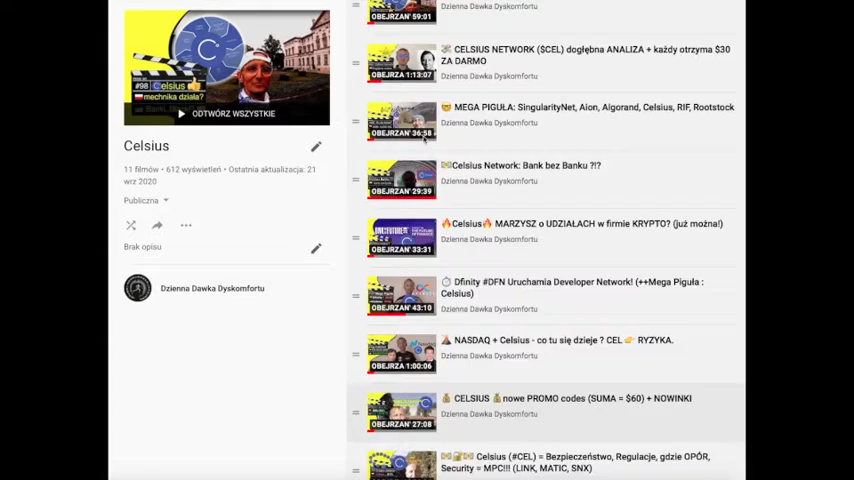 #98 Celsius
mechnika działa?
ODTWÓRZ WSZYSTKIE
Celsius
11 filmów • 612 wyświetleń • Ostatnia aktualizacja: 21
wrz 2020
Publiczna
Brak opisu
Dzienna Dawka Dyskomfortu
OBEJRZAN' 59:01
Dzienna Dawka Dyskomfortu
OBEJRZA 1:13:07
CELSIUS NETWORK ($CEL) dogłębna ANALIZA + każdy otrzyma $30
ZA DARMO
Dzienna Dawka Dyskomfortu
OBEJRZAN' 36:58
MEGA PIGUŁA: SingularityNet, Aion, Algorand, Celsius, RIF, Rootstock
Dzienna Dawka Dyskomfortu
OBEJRZAN' 29:39
Celsius Network: Bank bez Banku ?!?
Dzienna Dawka Dyskomfortu
OBEJRZAN' 33:31
Celsius MARZYSZ o UDZIAŁACH w firmie KRYPTO? (już można!)
Dzienna Dawka Dyskomfortu
OBEJRZAN' 43:10
Dfinity #DFN Uruchamia Developer Network! (++Mega Piguła :
Celsius)
Dzienna Dawka Dyskomfortu
OBEJRZA 1:00:06
NASDAQ + Celsius - co tu się dzieje ? CEL RYZYKA.
Dzienna Dawka Dyskomfortu
OBEJRZAN' 27:08
CELSIUS nowe PROMO codes (SUMA = $60) + NOWINKI
Dzienna Dawka Dyskomfortu
Celsius (#CEL) = Bezpieczeństwo, Regulacje, gdzie OPÓR,
Security = MPC!!! (LINK, MATIC, SNX)